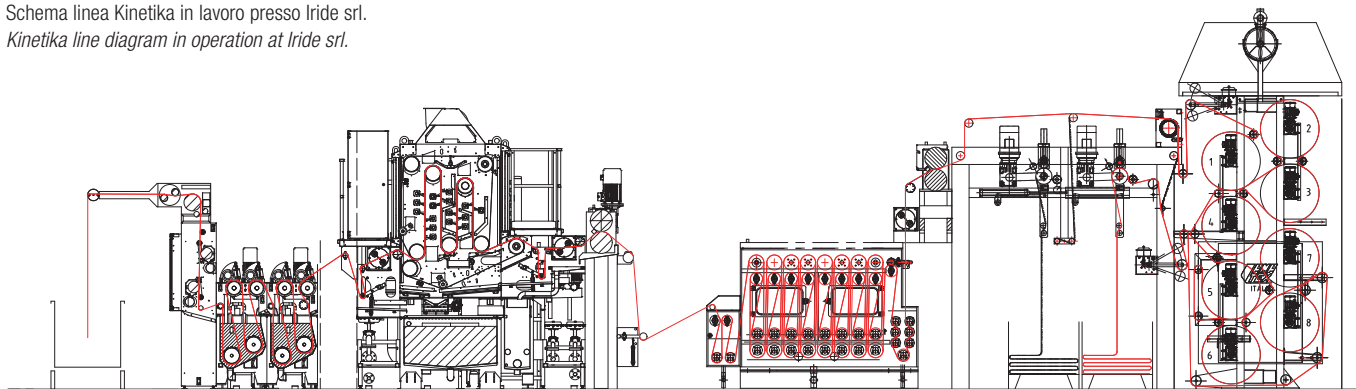 Schema linea Kinetika in lavoro presso Iride srl.
Kinetika line diagram in operation at Iride srl.
2
1
3
4
7
5
ITA
8
6